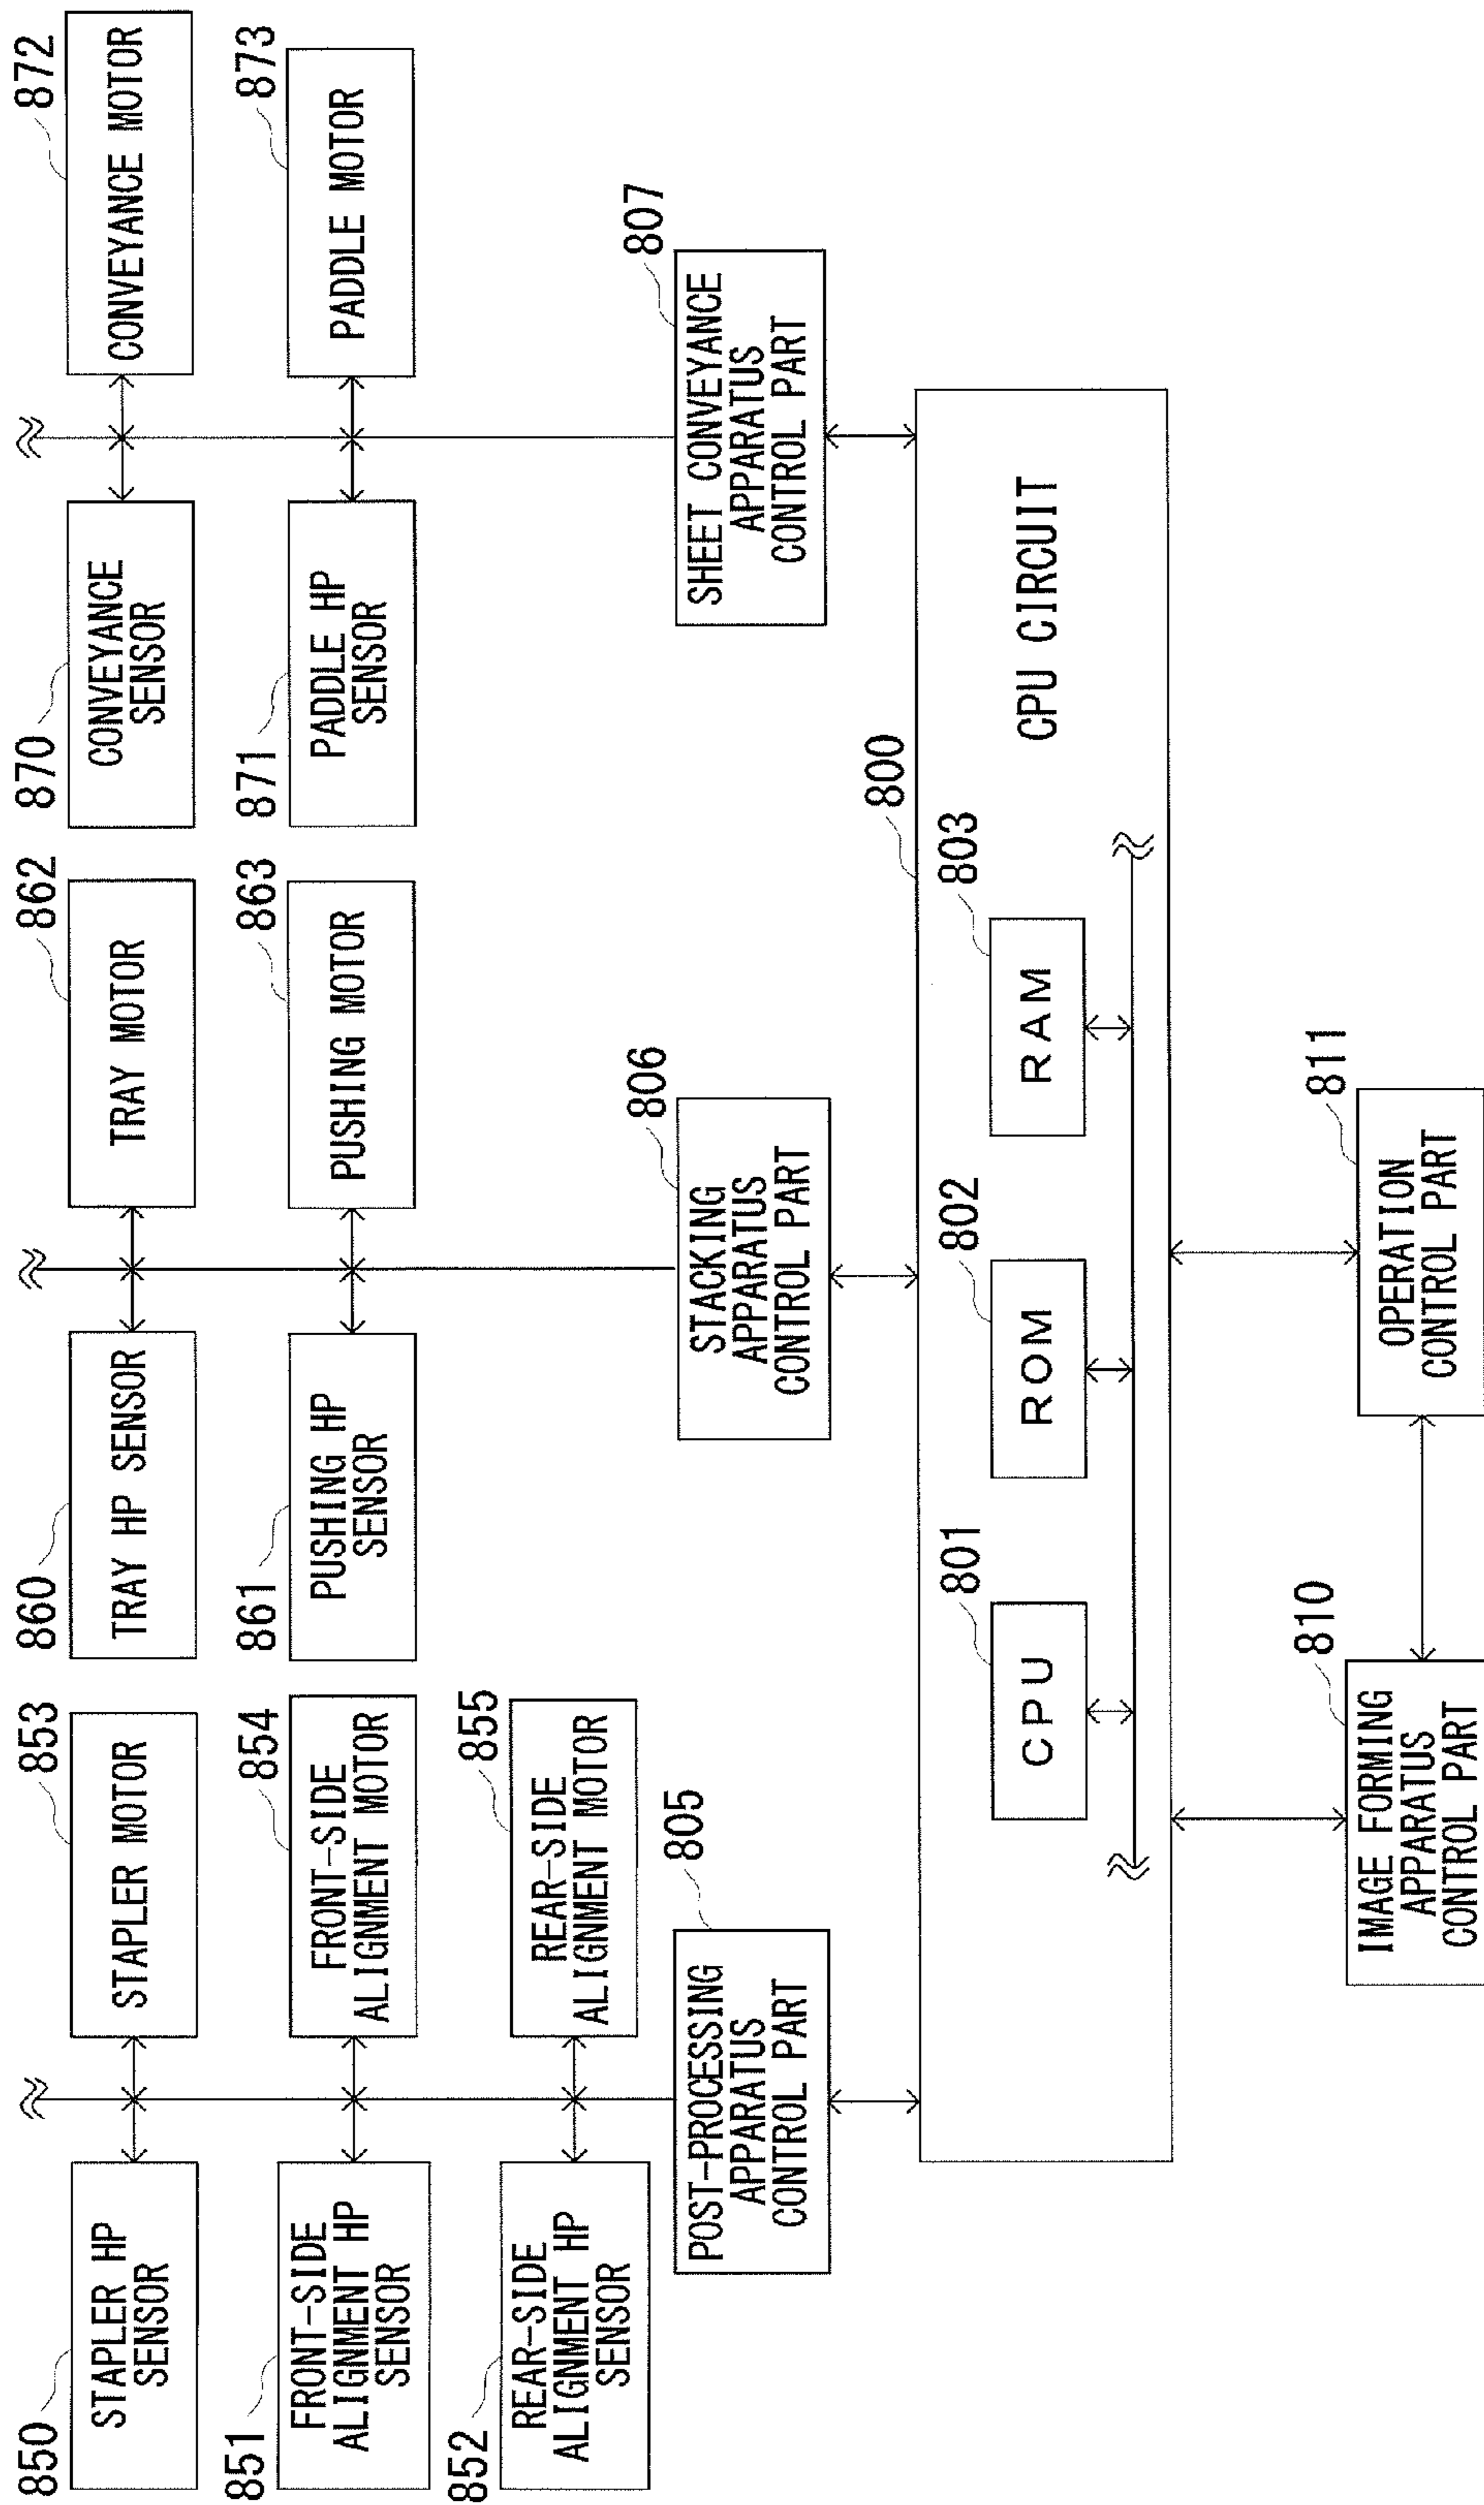 850
STAPLER HP
SENSOR
853
STAPLER MOTOR
860
TRAY HP SENSOR
862
TRAY MOTOR
870
CONVEYANCE
SENSOR
872
CONVEYANCE MOTOR
851
FRONT-SIDE
ALIGNMENT HP
SENSOR
854
FRONT-SIDE
ALIGNMENT MOTOR
861
PUSHING HP
SENSOR
863
PUSHING MOTOR
871
PADDLE HP
SENSOR
873
PADDLE MOTOR
852
REAR-SIDE
ALIGNMENT HP
SENSOR
855
REAR-SIDE
ALIGNMENT MOTOR
805
POST-PROCESSING
APPARATUS
CONTROL PART
806
STACKING
APPARATUS
CONTROL PART
807
SHEET CONVEYANCE
APPARATUS
CONTROL PART
800
801
CPU
802
ROM
803
RAM
CPU CIRCUIT
810
IMAGE FORMING
APPARATUS
CONTROL PART
811
OPERATION
CONTROL PART